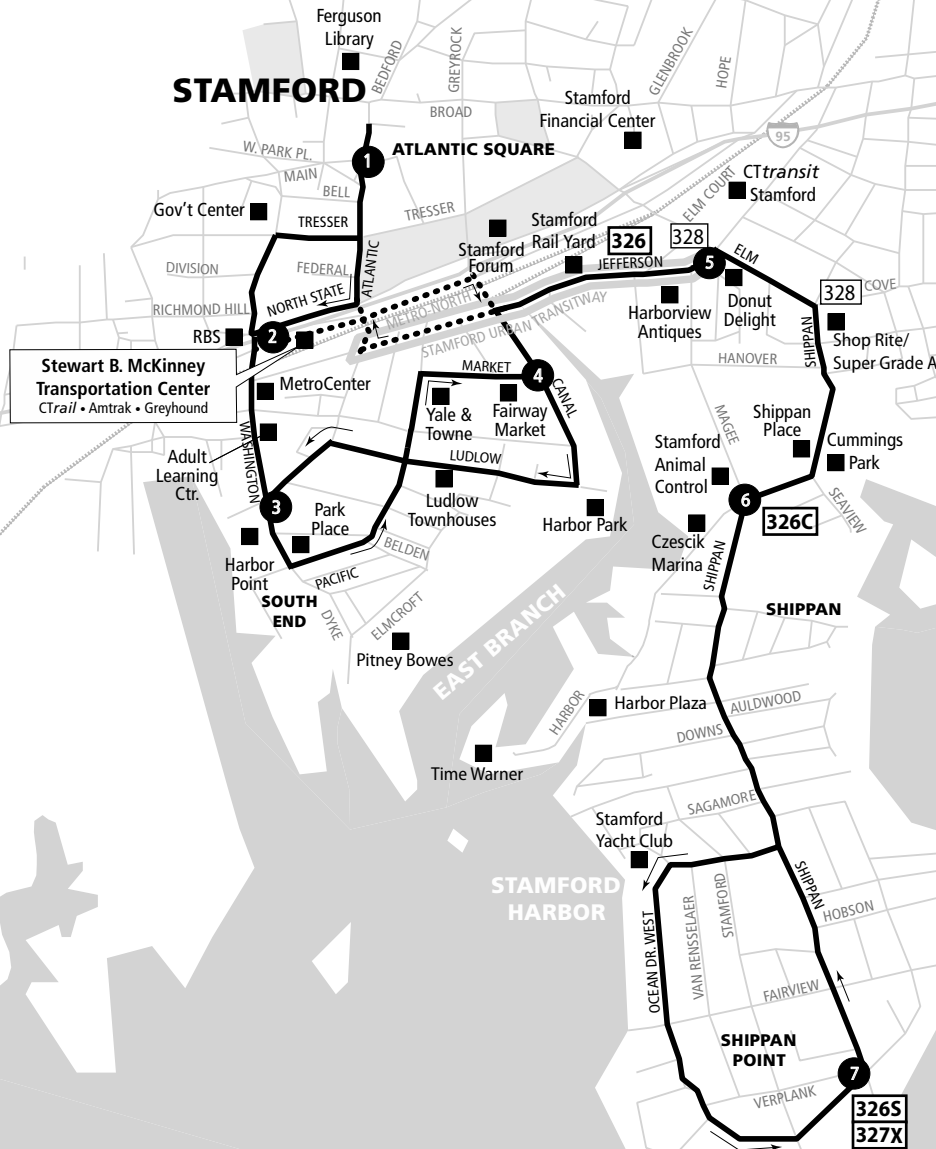 Ferguson
Library
STAMFORD
BEDFORD
GREYROCK
GLENBROOK
HOPE
BROAD
Stamford
Financial Center
95
W. PARK PL.
1
ATLANTIC SQUARE
MAIN
BELL
ELM COURT
CTtransit
Stamford
Gov't Center
TRESSER
TRESSER
Stamford
Rail Yard
326
328
ELM
ATLANTIC
Stamford
Forum
JEFFERSON
5
DIVISION
FEDERAL
NORTH STATE
METRO-NORTH
STAMFORD URBAN TRANSITWAY
Harborview
Antiques
Donut
Delight
328
COVE
RICHMOND HILL
RBS
2
SHIPPAN
Shop Rite/
Super Grade A
HANOVER
Stewart B. McKinney
Transportation Center
CTrail • Amtrak • Greyhound
MetroCenter
MARKET
4
CANAL
Yale &
Towne
Fairway
Market
MAGEE
Shippan
Place
Cummings
Park
WASHINGTON
Adult
Learning
Ctr.
LUDLOW
Stamford
Animal
Control
3
Park
Place
Ludlow
Townhouses
Harbor Park
6
326C
SEAVIEW
Czescik
Marina
Harbor
Point
BELDEN
PACIFIC
SHIPPAN
SOUTH
END
DYKE
ELMCROFT
SHIPPAN
Pitney Bowes
EAST BRANCH
HARBOR
Harbor Plaza
AULDWOOD
DOWNS
Time Warner
SAGAMORE
Stamford
Yacht Club
STAMFORD
HARBOR
OCEAN DR. WEST
VAN RENSSELAER
STAMFORD
SHIPPAN
HOBSON
FAIRVIEW
SHIPPAN
POINT
7
VERPLANK
326S
327X